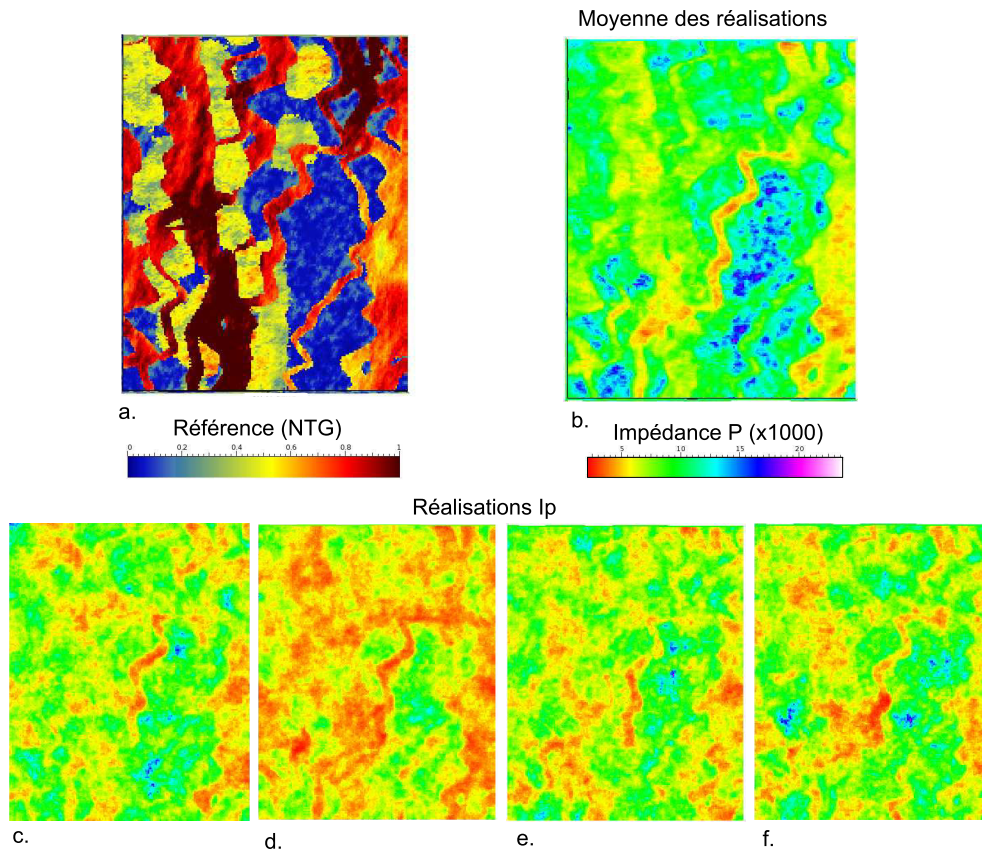 Moyenne des réalisations
a.
b.
Référence (NTG)
0 0.2 0.4 0.6 0.8 1
Impédance P (x1000)
5 10 15 20
Réalisations Ip
c.
d.
e.
f.